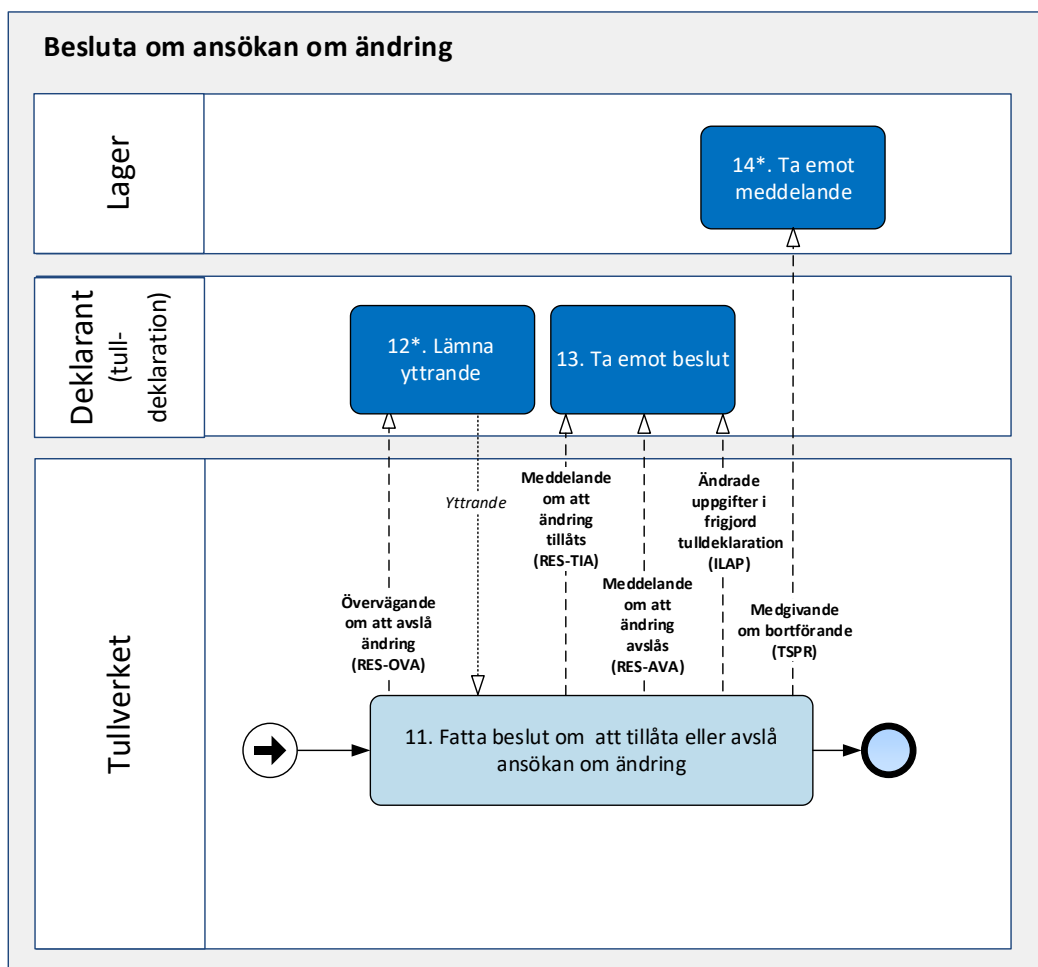 Besluta om ansökan om ändring
Lager
14*. Ta emot
meddelande
Deklarant
(tull-
deklaration)
12*. Lämna
yttrande
13. Ta emot beslut
Tullverket
Övervägande
om att avslå
ändring
(RES-OVA)
Yttrande
Meddelande
om att
ändring
tillåts
(RES-TIA)
Meddelande
om att
ändring
avslås
(RES-AVA)
Ändrade
uppgifter i
frigjord
tulldeklaration
(ILAP)
Medgivande
om bortförande
(TSPR)
11. Fatta beslut om  att tillåta eller avslå
ansökan om ändring